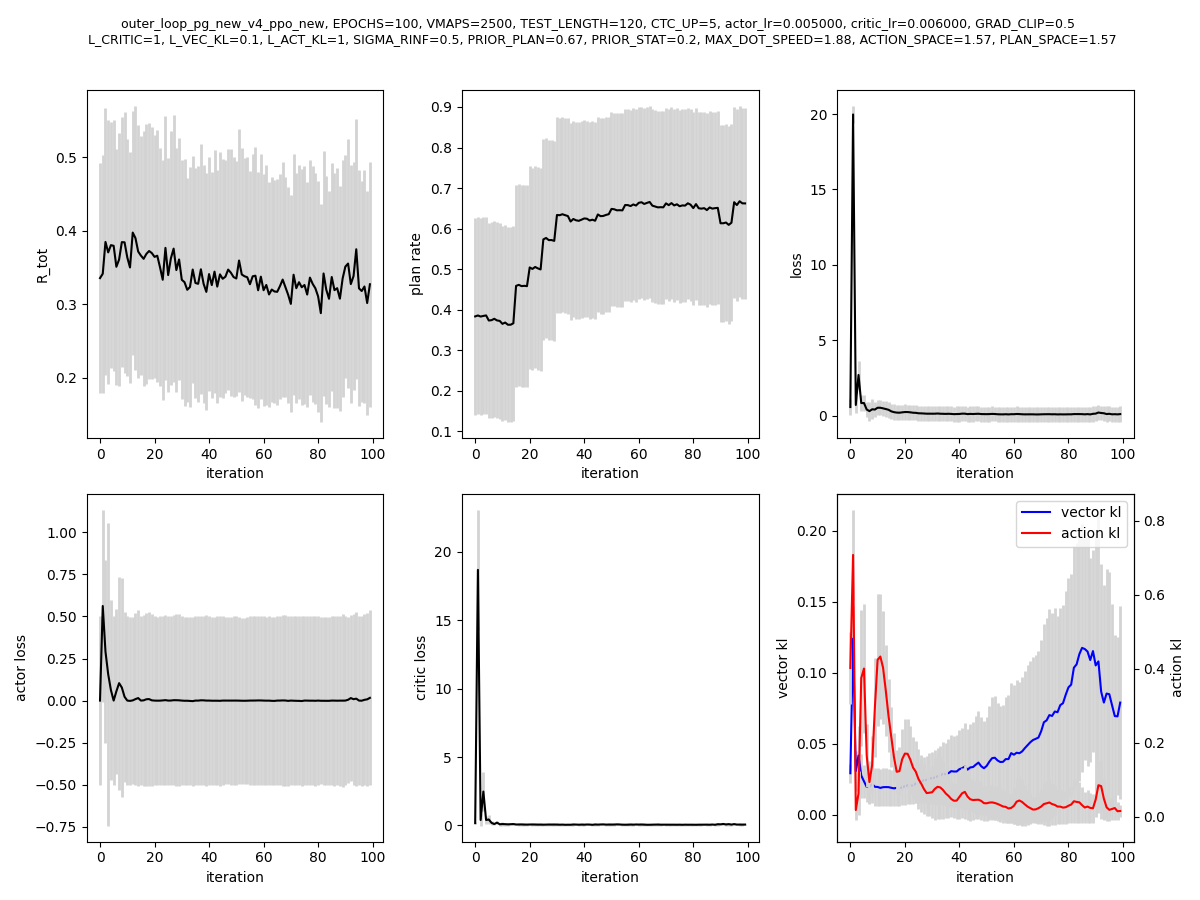 outer_loop_pg_new_v4_ppo_new, EPOCHS=100, VMAPS=2500, TEST_LENGTH=120, CTC_UP=5, actor_lr=0.005000, critic_lr=0.006000, GRAD_CLIP=0.5
L_CRITIC=1, L_VEC_KL=0.1, L_ACT_KL=1, SIGMA_RINF=0.5, PRIOR_PLAN=0.67, PRIOR_STAT=0.2, MAX_DOT_SPEED=1.88, ACTION_SPACE=1.57, PLAN_SPACE=1.57
R_tot
0.5
0.4
0.3
0.2
0 20 40 60 80 100
iteration
plan rate
0.9
0.8
0.7
0.6
0.5
0.4
0.3
0.2
0.1
0 20 40 60 80 100
iteration
loss
20
15
10
5
0
0 20 40 60 80 100
iteration
actor loss
1.00
0.75
0.50
0.25
0.00
−0.25
−0.50
−0.75
0 20 40 60 80 100
iteration
critic loss
20
15
10
5
0
0 20 40 60 80 100
iteration
vector kl
0.20
0.15
0.10
0.05
0.00
0 20 40 60 80 100
iteration
vector kl
action kl
0.8
0.6
0.4
0.2
0.0
action kl